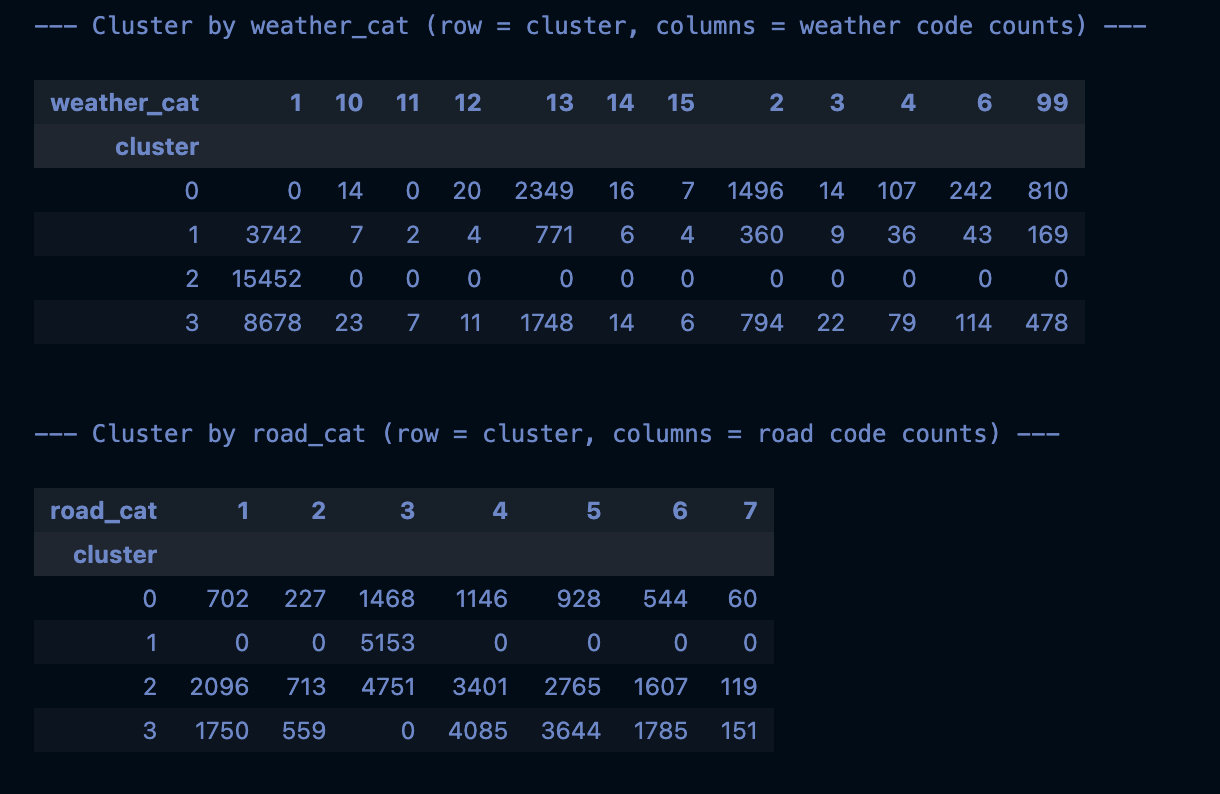 --- Cluster by weather_cat (row = cluster, columns = weather code counts) ---
weather_cat 1 10 11 12 13 14 15 2 3 4 6 99
cluster
0 0 14 0 20 2349 16 7 1496 14 107 242 810
1 3742 7 2 4 771 6 4 360 9 36 43 169
2 15452 0 0 0 0 0 0 0 0 0 0 0
3 8678 23 7 11 1748 14 6 794 22 79 114 478
--- Cluster by road_cat (row = cluster, columns = road code counts) ---
road_cat 1 2 3 4 5 6 7
cluster
0 702 227 1468 1146 928 544 60
1 0 0 5153 0 0 0 0
2 2096 713 4751 3401 2765 1607 119
3 1750 559 0 4085 3644 1785 151